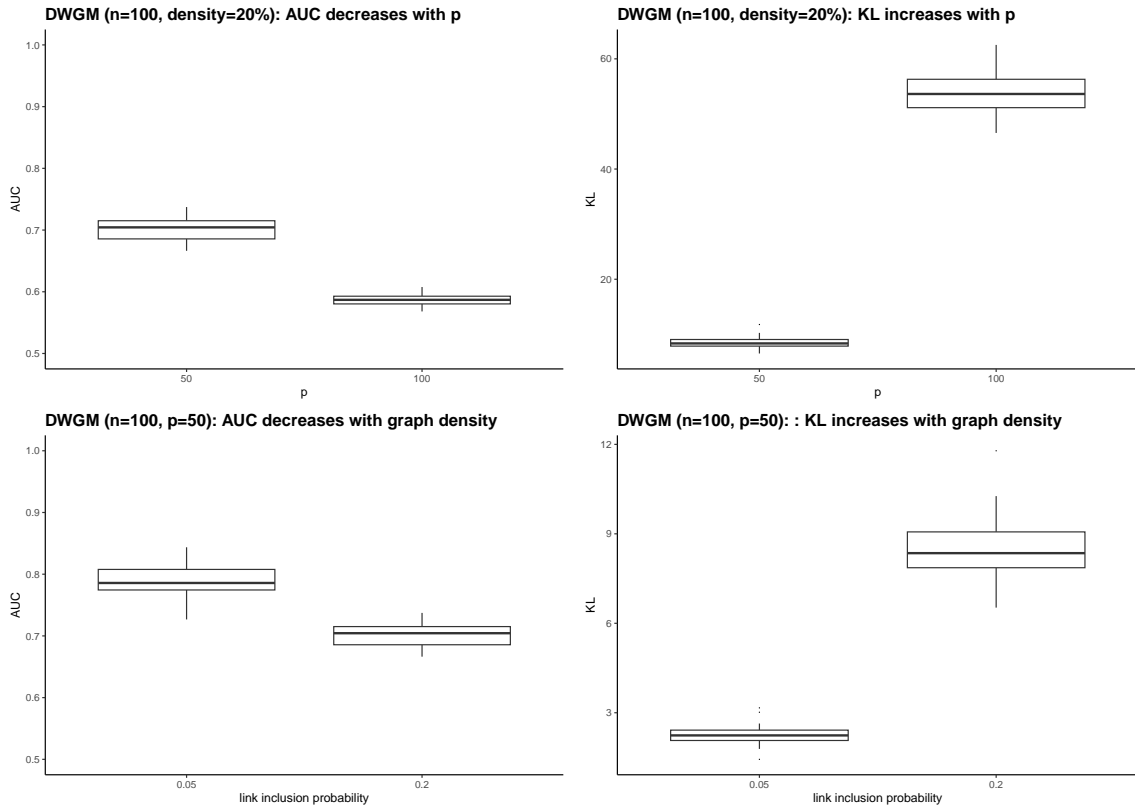 DWGM (n=100, density=20%): AUC decreases with p
1.0
0.9
0.8
0.7
0.6
0.5
AUC
50
100
p
DWGM (n=100, density=20%): KL increases with p
60
40
20
KL
50
100
p
DWGM (n=100, p=50): AUC decreases with graph density
1.0
0.9
0.8
0.7
0.6
0.5
AUC
0.05
0.2
link inclusion probability
DWGM (n=100, p=50): : KL increases with graph density
12
9
6
3
KL
0.05
0.2
link inclusion probability